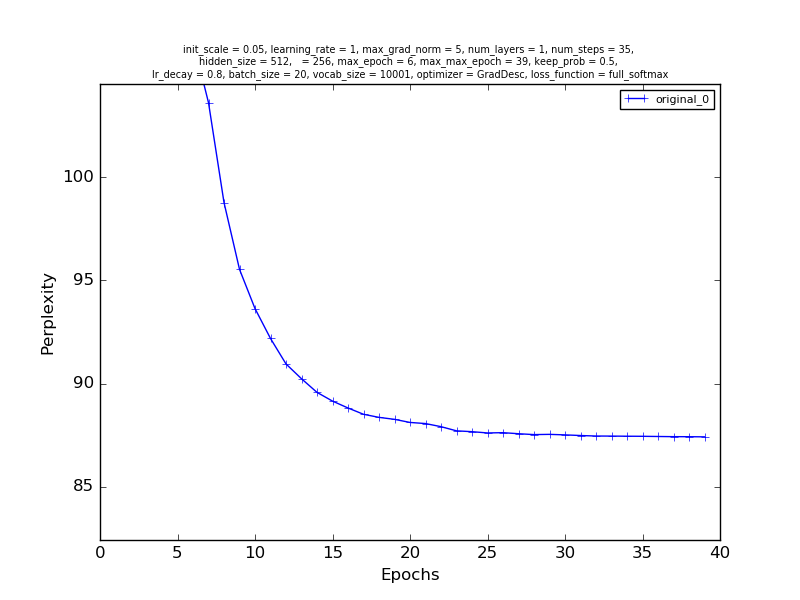 init_scale = 0.05, learning_rate = 1, max_grad_norm = 5, num_layers = 1, num_steps = 35,
hidden_size = 512,   = 256, max_epoch = 6, max_max_epoch = 39, keep_prob = 0.5,
lr_decay = 0.8, batch_size = 20, vocab_size = 10001, optimizer = GradDesc, loss_function = full_softmax
original_0
100
95
90
85
Perplexity
0 5 10 15 20 25 30 35 40
Epochs